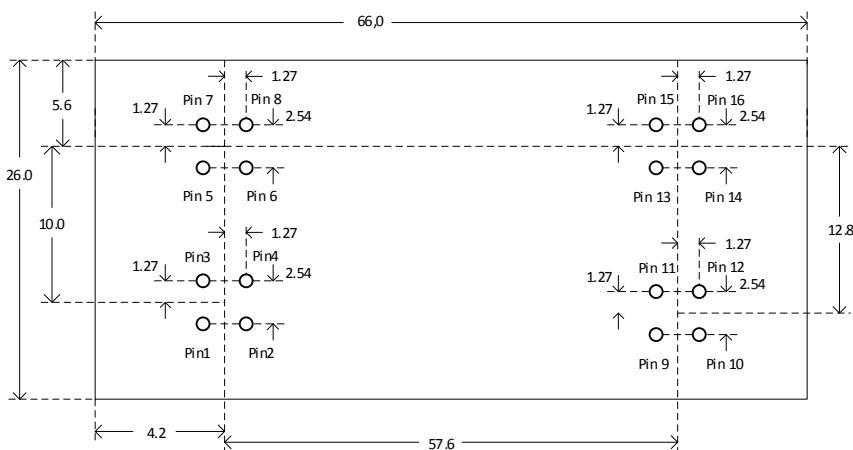 66,0
1.27
1.27
Pin 7
Pin 8
Pin 15
Pin 16
5.6
1.27
2.54
1.27
2.54
26.0
Pin 5
Pin 6
Pin 13
Pin 14
10.0
12.8
1.27
1.27
Pin3
Pin4
Pin 11
Pin 12
1.27
2.54
1.27
2.54
Pin1
Pin2
Pin 9
Pin 10
4.2
57.6